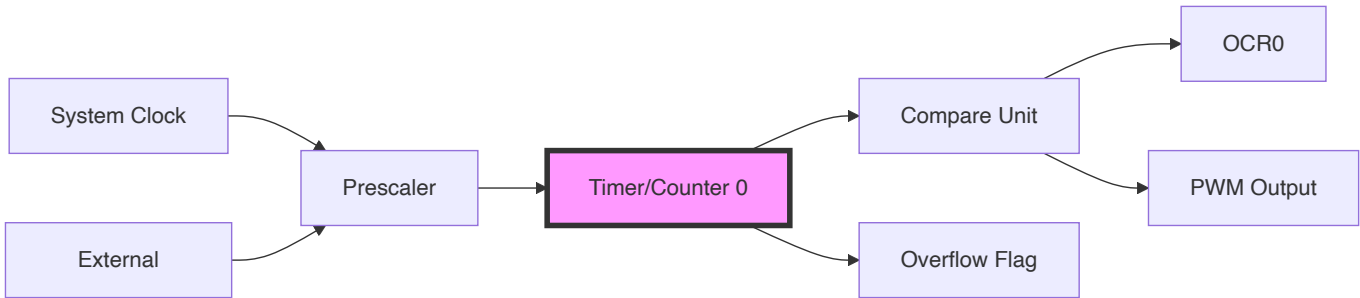 OCR0
System Clock
Compare Unit
Prescaler
Timer/Counter 0
PWM Output
External
Overflow Flag